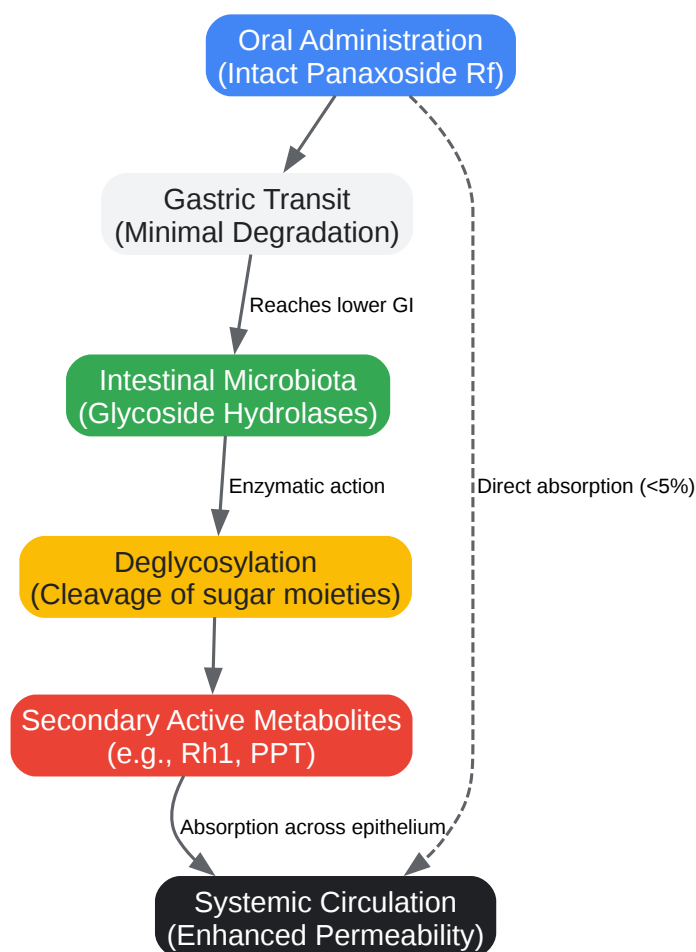 Oral Administration
(Intact Panaxoside Rf)
Gastric Transit
(Minimal Degradation)
Reaches lower GI
Intestinal Microbiota
(Glycoside Hydrolases)
Enzymatic action
Direct absorption (<5%)
Deglycosylation
(Cleavage of sugar moieties)
Secondary Active Metabolites
(e.g., Rh1, PPT)
Absorption across epithelium
Systemic Circulation
(Enhanced Permeability)